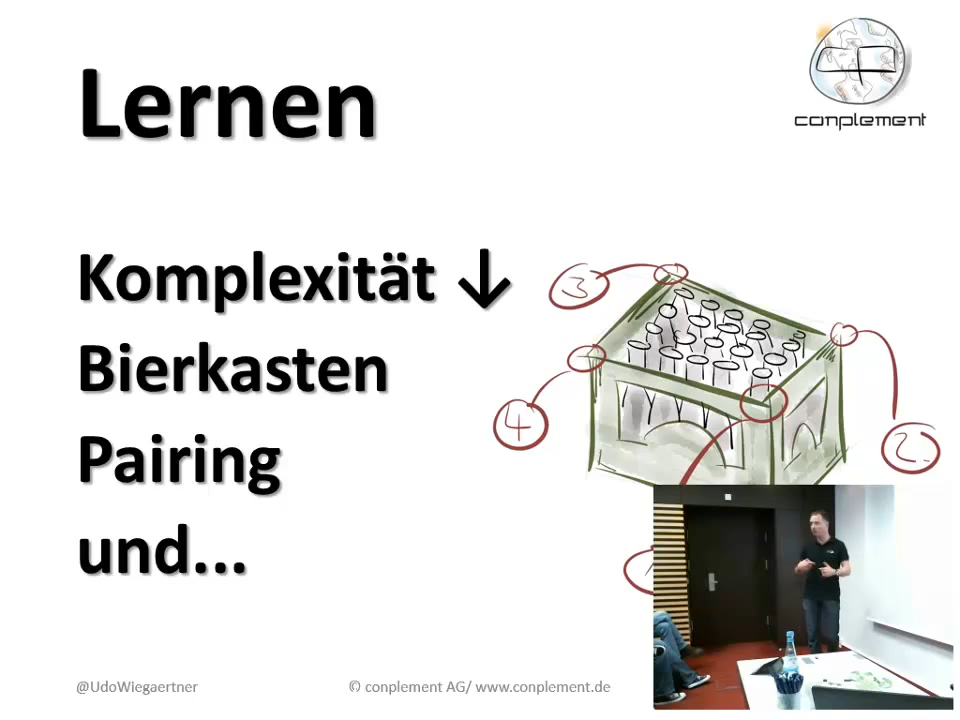 Lernen
conplement
Komplexität ↓
Bierkasten
Pairing
und...
3
4
2
@UdoWiegaertner
© conplement AG/ www.conplement.de